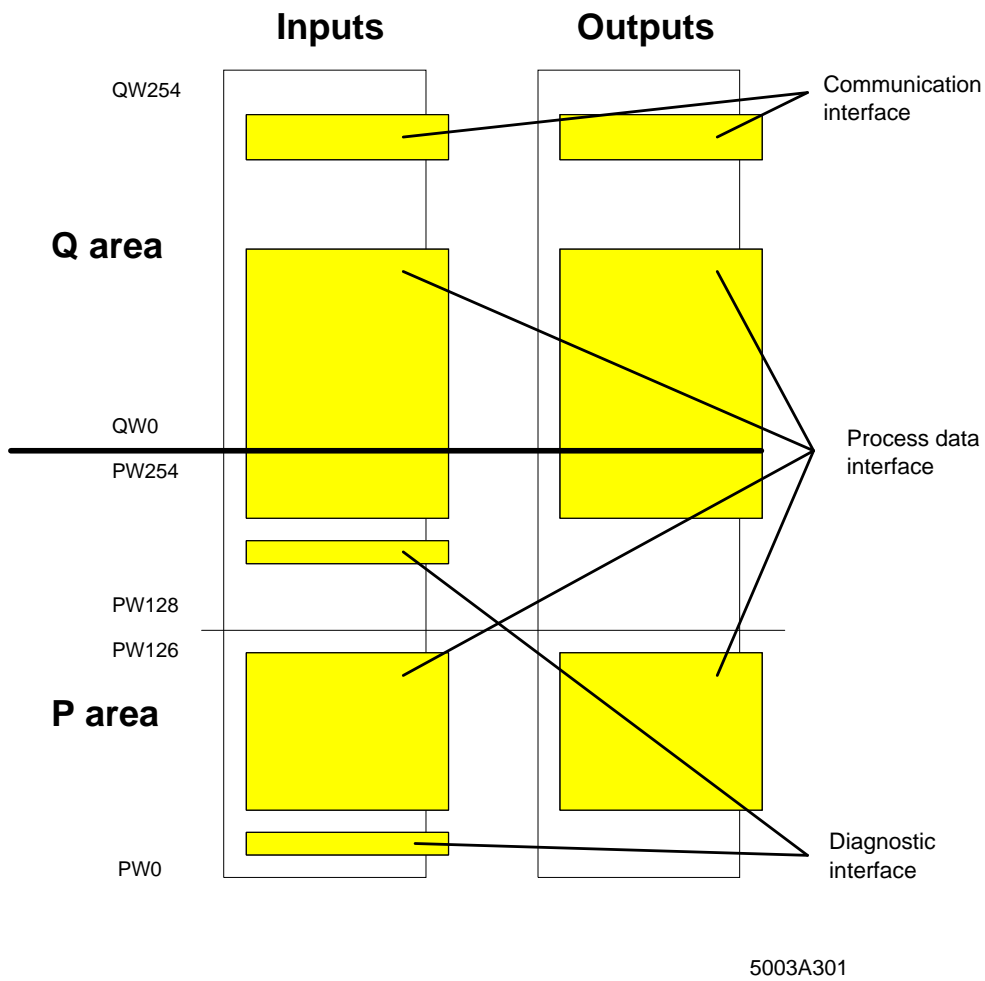 Inputs
Outputs
QW254
Communication
interface
Q area
QW0
PW254
Process data
interface
PW128
PW126
P area
PW0
Diagnostic
interface
5003A301